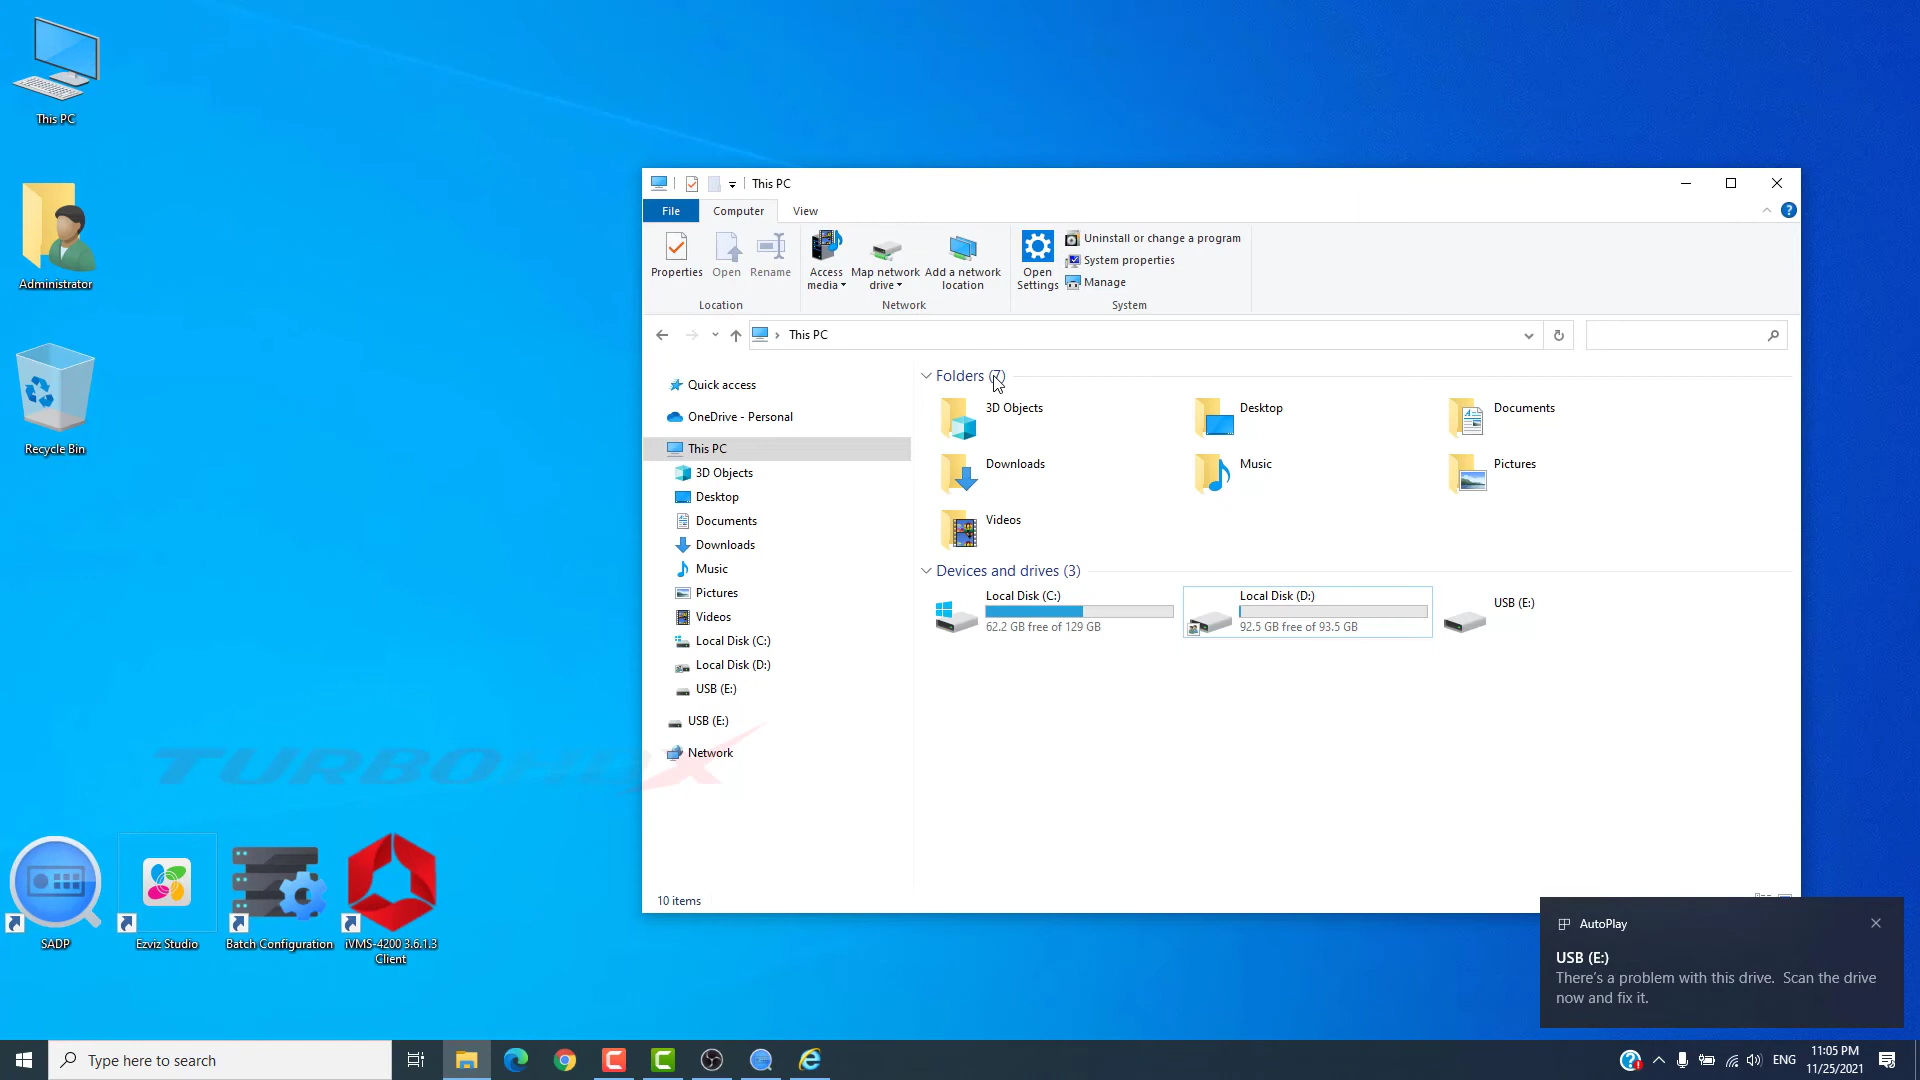 This PC
Administrator
Recycle Bin
SADP
Ezviz Studio
Batch Configuration
iVMS-4200 3.6.1.3
Client
This PC
File
Computer
View
Properties
Open
Rename
Location
Access
media
Map network
drive
Add a network
location
Network
Open
Settings
Uninstall or change a program
System properties
Manage
System
This PC
Quick access
OneDrive - Personal
This PC
3D Objects
Desktop
Documents
Downloads
Music
Pictures
Videos
Local Disk (C:)
Local Disk (D:)
USB (E:)
USB (E:)
Network
Folders (7)
3D Objects
Desktop
Documents
Downloads
Music
Pictures
Videos
Devices and drives (3)
Local Disk (C:)
62.2 GB free of 129 GB
Local Disk (D:)
92.5 GB free of 93.5 GB
USB (E:)
10 items
TURBOHDX
AutoPlay
USB (E:)
There's a problem with this drive. Scan the drive
now and fix it.
Type here to search
ENG
11:05 PM
11/25/2021